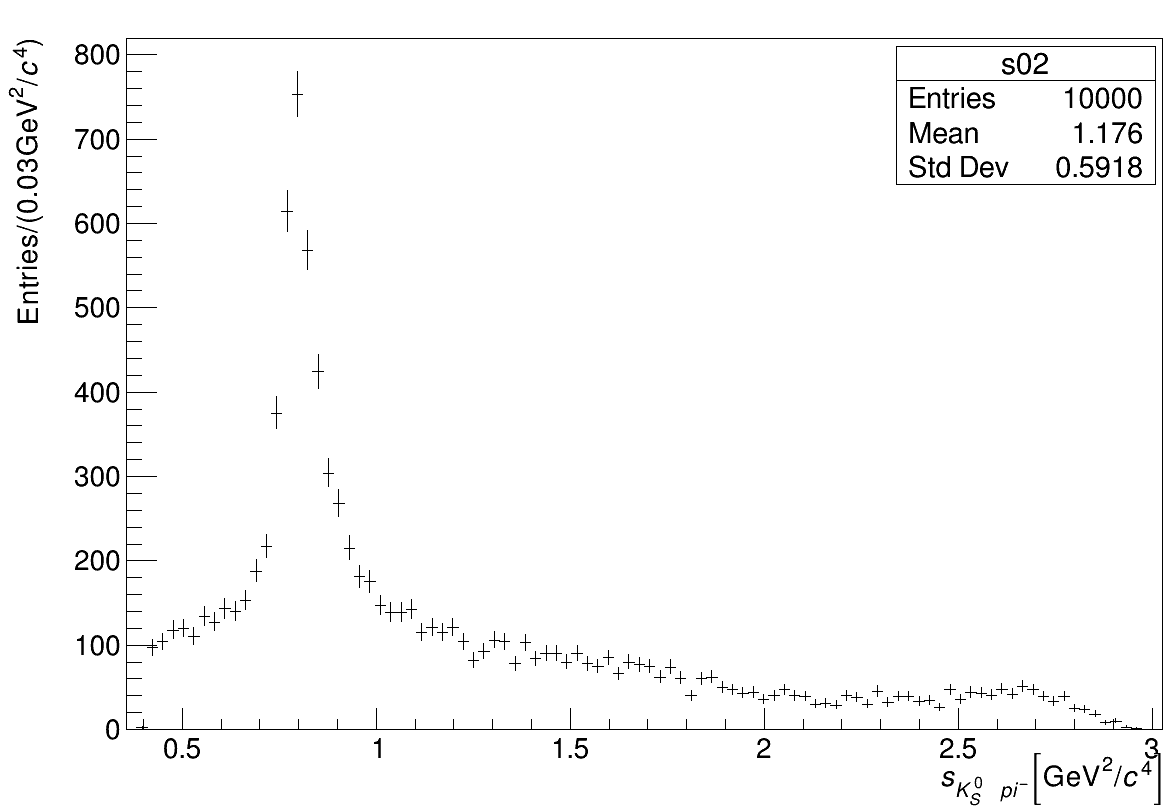 Entries/(0.03GeV²/c⁴)
800
700
600
500
400
300
200
100
0
s02
Entries 10000
Mean 1.176
Std Dev 0.5918
0.5 1 1.5 2 2.5 3
s_{K_S^0 pi⁻}[GeV²/c⁴]